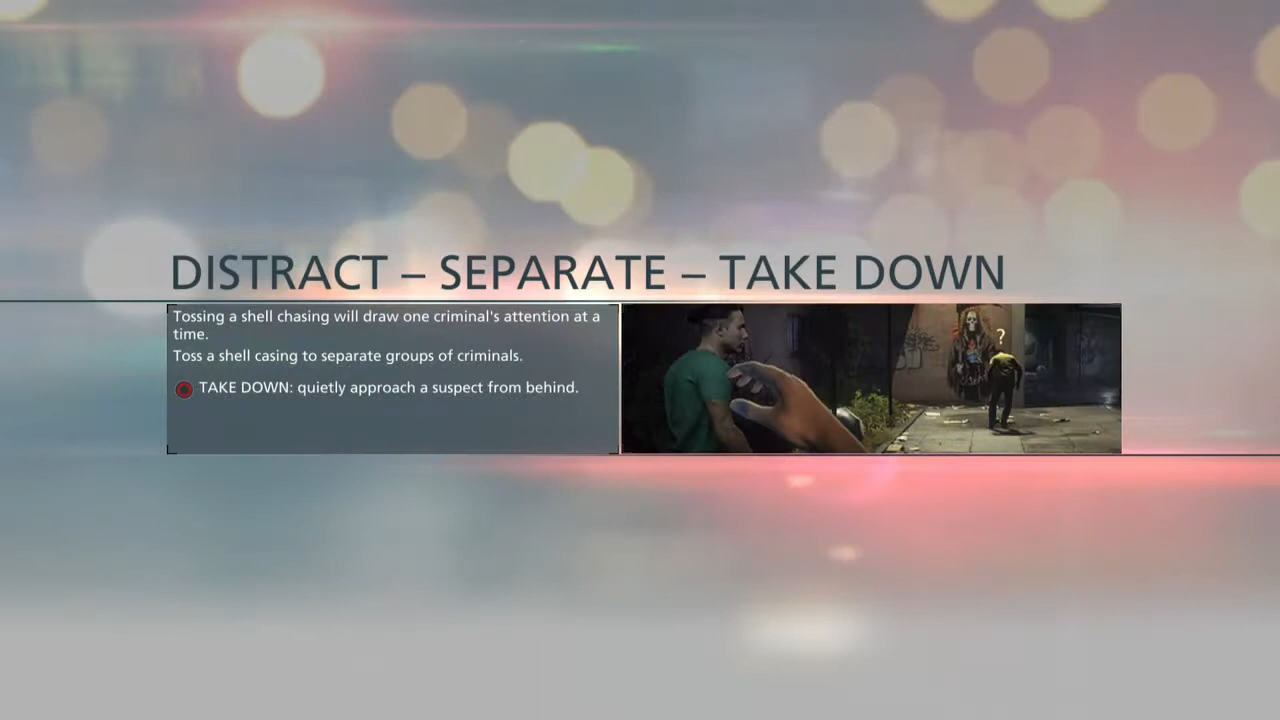 DISTRACT – SEPARATE – TAKE DOWN
Tossing a shell chasing will draw one criminal's attention at a
time.
Toss a shell casing to separate groups of criminals.
TAKE DOWN: quietly approach a suspect from behind.
?